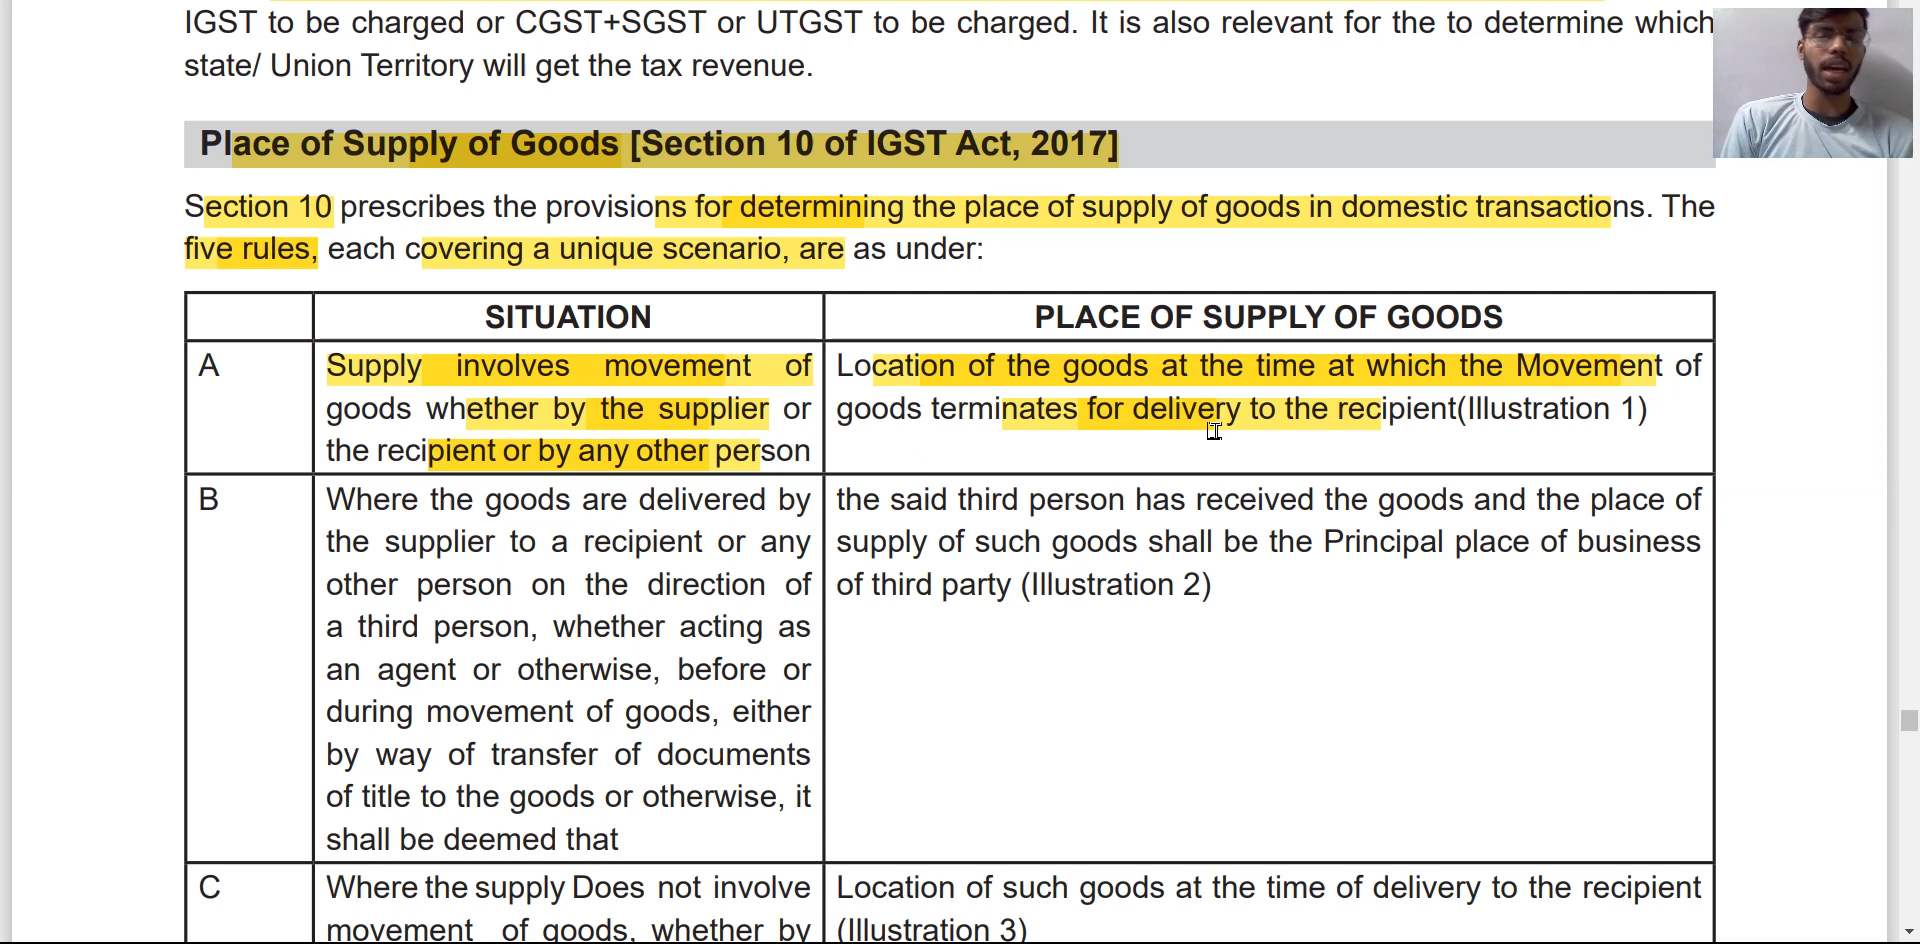 IGST to be charged or CGST+SGST or UTGST to be charged. It is also relevant for the to determine which
state/ Union Territory will get the tax revenue.
Place of Supply of Goods [Section 10 of IGST Act, 2017]
Section 10 prescribes the provisions for determining the place of supply of goods in domestic transactions. The
five rules, each covering a unique scenario, are as under:
SITUATION
PLACE OF SUPPLY OF GOODS
A
Supply involves movement of
goods whether by the supplier or
the recipient or by any other person
Location of the goods at the time at which the Movement of
goods terminates for delivery to the recipient(Illustration 1)
B
Where the goods are delivered by
the supplier to a recipient or any
other person on the direction of
a third person, whether acting as
an agent or otherwise, before or
during movement of goods, either
by way of transfer of documents
of title to the goods or otherwise, it
shall be deemed that
the said third person has received the goods and the place of
supply of such goods shall be the Principal place of business
of third party (Illustration 2)
C
Where the supply Does not involve
movement of goods, whether by
Location of such goods at the time of delivery to the recipient
(Illustration 3)